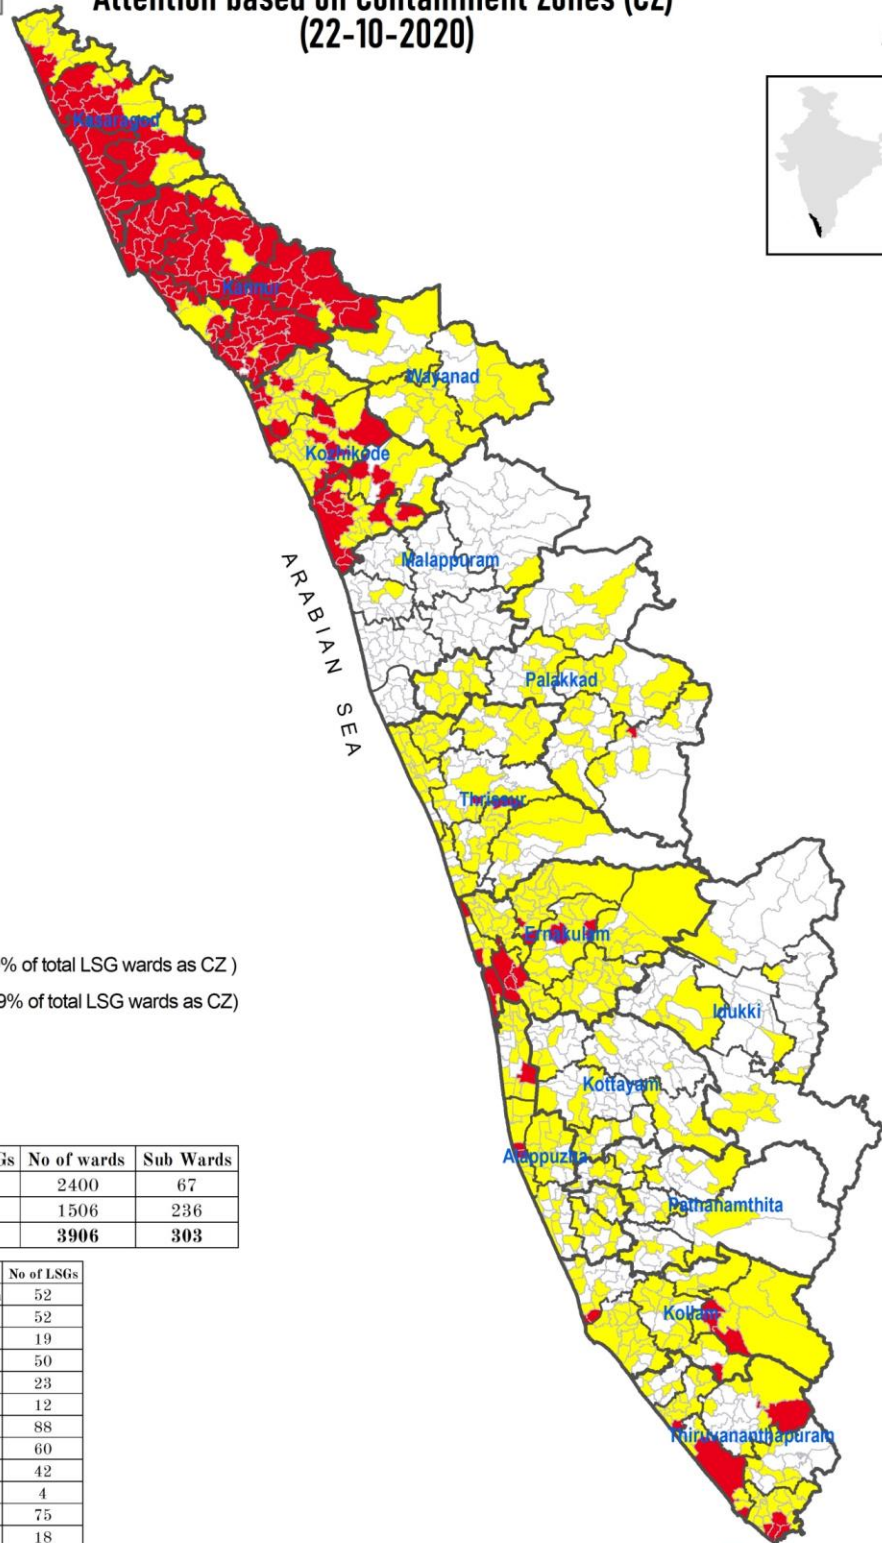 Attention based on Containment Zones (CZ)
(22-10-2020)
Kasaragod
Kannur
Wayanad
Kozhikode
Malappuram
ARABIAN SEA
Palakkad
Thrissur
Ernakulam
% of total LSG wards as CZ )
Idukki
9% of total LSG wards as CZ)
Kottayam
Alappuzha
Gs No of wards Sub Wards
2400 67
1506 236
3906 303
Pathanamthita
No of LSGs
52
52
19
50
23
12
88
60
42
4
75
18
Kollam
Thiruvananthapuram